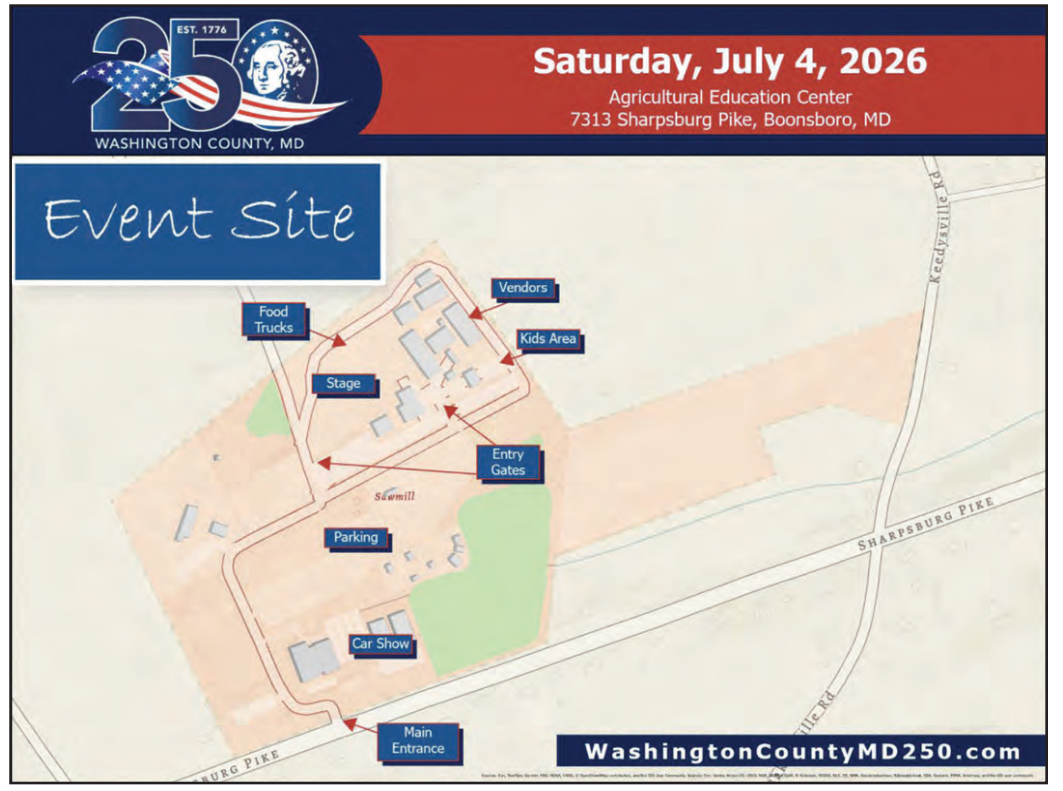 EST. 1776
250
WASHINGTON COUNTY, MD
Saturday, July 4, 2026
Agricultural Education Center
7313 Sharpsburg Pike, Boonsboro, MD
Event Site
Keedysville Rd
Vendors
Food
Trucks
Kids Area
Stage
Entry
Gates
Sawmill
Parking
SHARPSBURG PIKE
Car Show
Main
Entrance
ille Rd
BURG PIKE
WashingtonCountyMD250.com